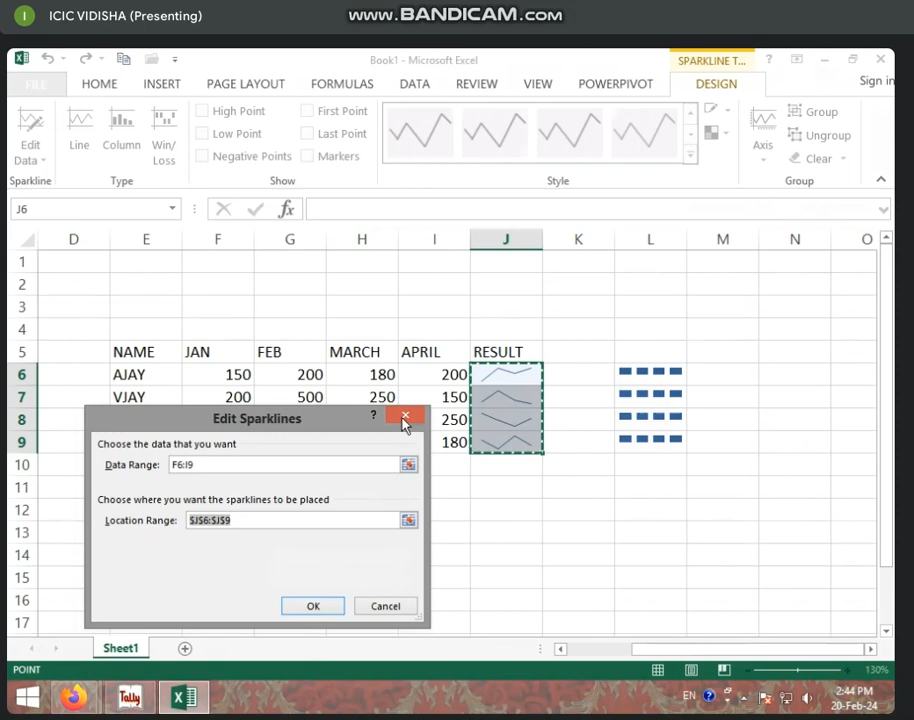 I ICIC VIDISHA (Presenting)
www.BANDICAM.com
Book1 - Microsoft Excel
SPARKLINE T...
?
FILE HOME INSERT PAGE LAYOUT FORMULAS DATA REVIEW VIEW POWERPIVOT DESIGN Sign in
Edit Data
Line
Column
Win/ Loss
High Point
Low Point
Negative Points
First Point
Last Point
Markers
Axis
Group
Ungroup
Clear
Sparkline Type Show Style Group
J6 fx
D E F G H I J K L M N O
1
2
3
4
5 NAME JAN FEB MARCH APRIL RESULT
6 AJAY 150 200 180 200
7 VJAY 200 500 250 150
8 250
9 180
10
11
12
13
14
15
16
17
Edit Sparklines ?
Choose the data that you want
Data Range: F6:I9
Choose where you want the sparklines to be placed
Location Range: $J$6:$J$9
OK Cancel
Sheet1
POINT 130%
Tally EN ? 2:44 PM
20-Feb-24